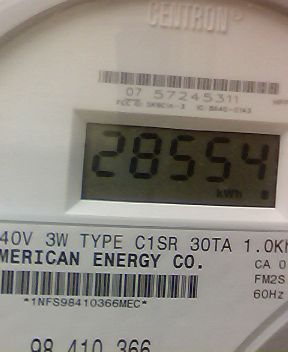 CENTRON®
07 57245311
28554
kWh
40V 3W TYPE C1SR 30TA 1.0K
MERICAN ENERGY CO.
CA 0
FM2S
60Hz
*1NFS98410366MEC*
98 410 366